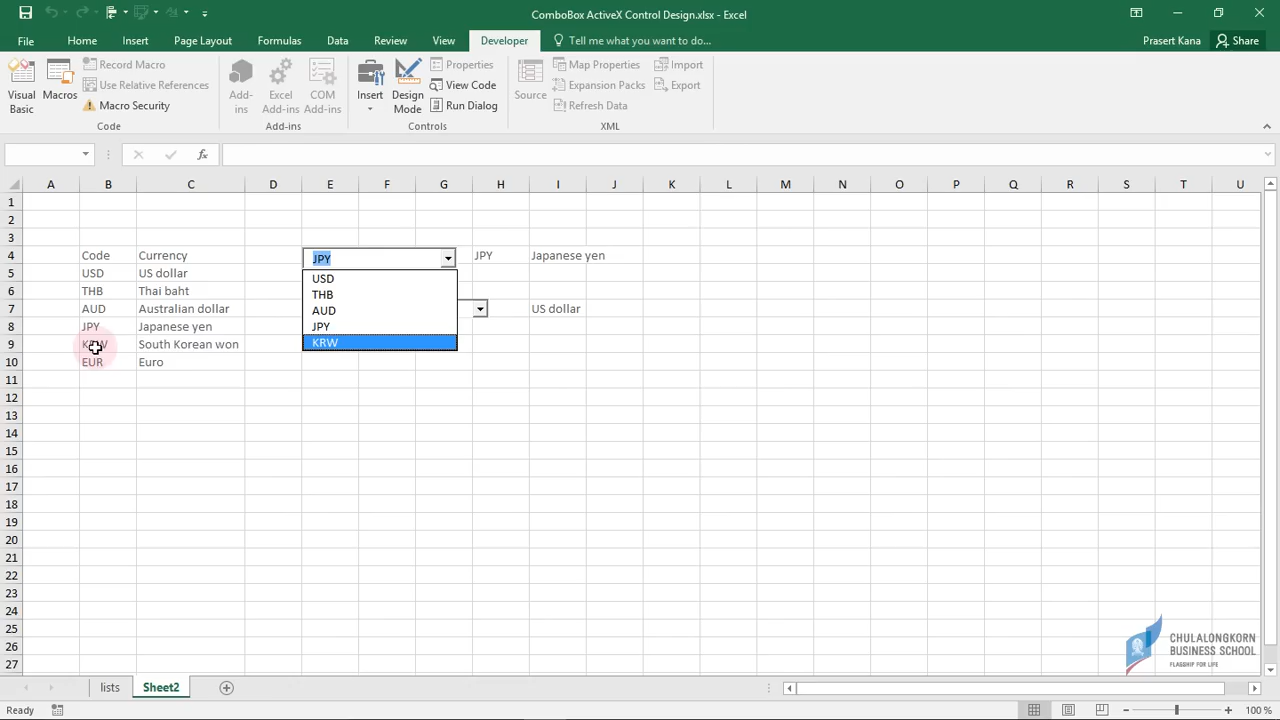 ComboBox ActiveX Control Design.xlsx - Excel
File Home Insert Page Layout Formulas Data Review View Developer Tell me what you want to do... Prasert Kana Share
Visual Basic
Macros
Record Macro
Use Relative References
Macro Security
Code
Add-ins
Excel Add-ins
COM Add-ins
Add-ins
Insert
Design Mode
Properties
View Code
Run Dialog
Controls
Source
Map Properties
Expansion Packs
Refresh Data
Import
Export
XML
fx
A B C D E F G H I J K L M N O P Q R S T U
1
2
3
4 Code Currency JPY JPY Japanese yen
5 USD US dollar USD
6 THB Thai baht THB
7 AUD Australian dollar AUD US dollar
8 JPY Japanese yen JPY
9 KRW South Korean won KRW
10 EUR Euro
11
12
13
14
15
16
17
18
19
20
21
22
23
24
25
26
27
CHULALONGKORN
BUSINESS SCHOOL
FLAGSHIP FOR LIFE
lists Sheet2
Ready 100 %